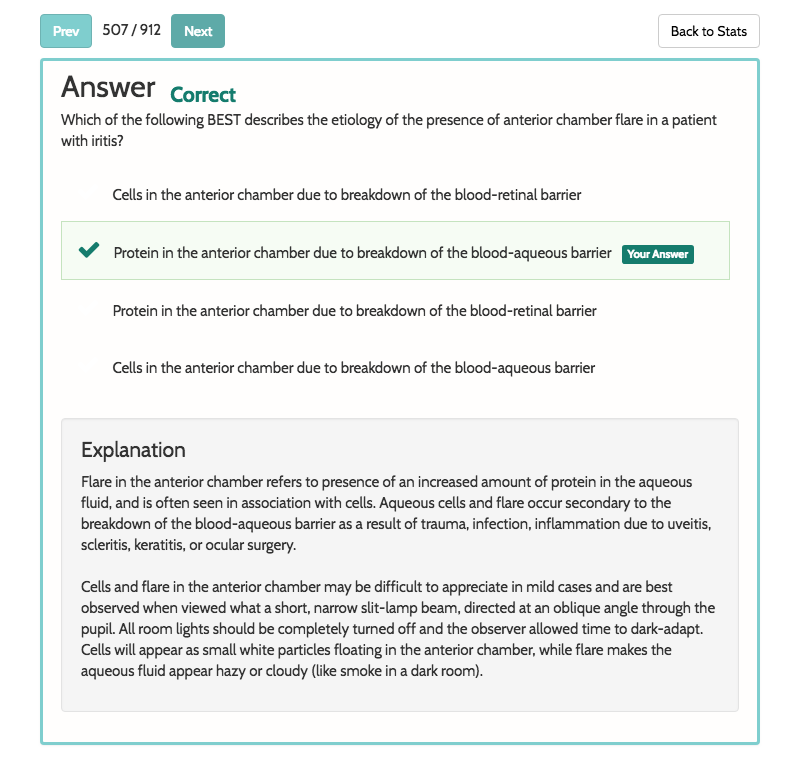 Prev 507 / 912 Next Back to Stats
Answer Correct
Which of the following BEST describes the etiology of the presence of anterior chamber flare in a patient
with iritis?
Cells in the anterior chamber due to breakdown of the blood-retinal barrier
Protein in the anterior chamber due to breakdown of the blood-aqueous barrier Your Answer
Protein in the anterior chamber due to breakdown of the blood-retinal barrier
Cells in the anterior chamber due to breakdown of the blood-aqueous barrier
Explanation
Flare in the anterior chamber refers to presence of an increased amount of protein in the aqueous
fluid, and is often seen in association with cells. Aqueous cells and flare occur secondary to the
breakdown of the blood-aqueous barrier as a result of trauma, infection, inflammation due to uveitis,
scleritis, keratitis, or ocular surgery.
Cells and flare in the anterior chamber may be difficult to appreciate in mild cases and are best
observed when viewed what a short, narrow slit-lamp beam, directed at an oblique angle through the
pupil. All room lights should be completely turned off and the observer allowed time to dark-adapt.
Cells will appear as small white particles floating in the anterior chamber, while flare makes the
aqueous fluid appear hazy or cloudy (like smoke in a dark room).